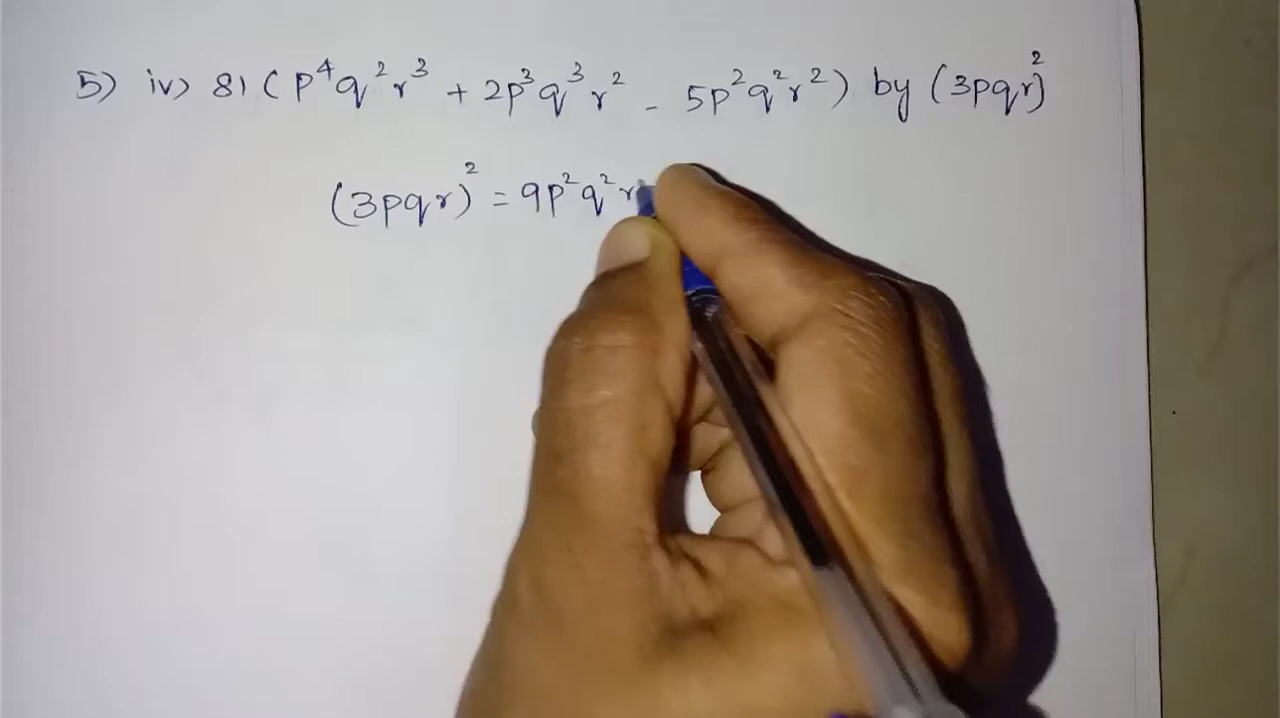 5) iv) 81 ( p⁴q²r³ + 2p³q³r² - 5p²q²r² ) by (3pqr)²
(3pqr)² = 9p²q²r